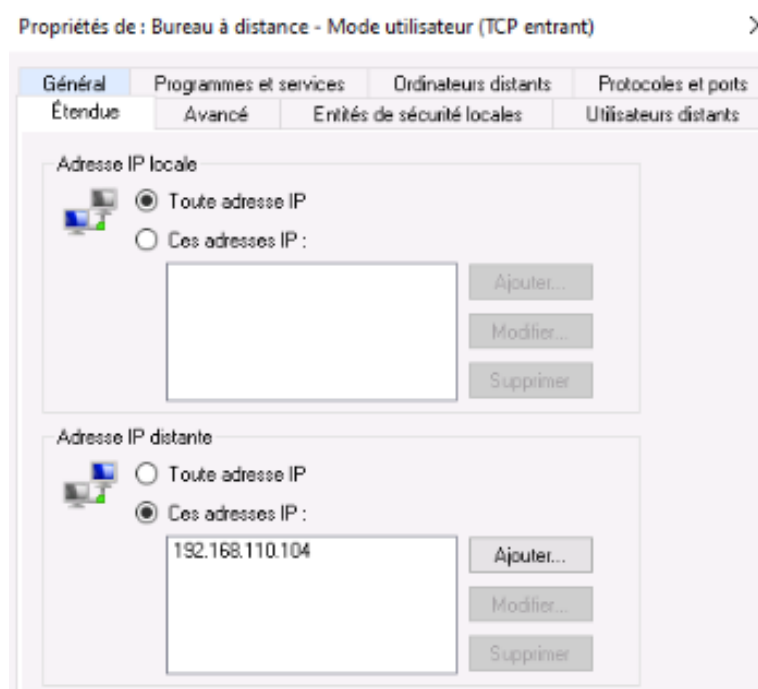 Propriétés de : Bureau à distance - Mode utilisateur (TCP entrant)
Général Programmes et services Ordinateurs distants Protocoles et ports
Étendue Avancé Entités de sécurité locales Utilisateurs distants
Adresse IP locale
Toute adresse IP
Ces adresses IP :
Ajouter...
Modifier...
Supprimer
Adresse IP distante
Toute adresse IP
Ces adresses IP :
192.168.110.104
Ajouter...
Modifier...
Supprimer